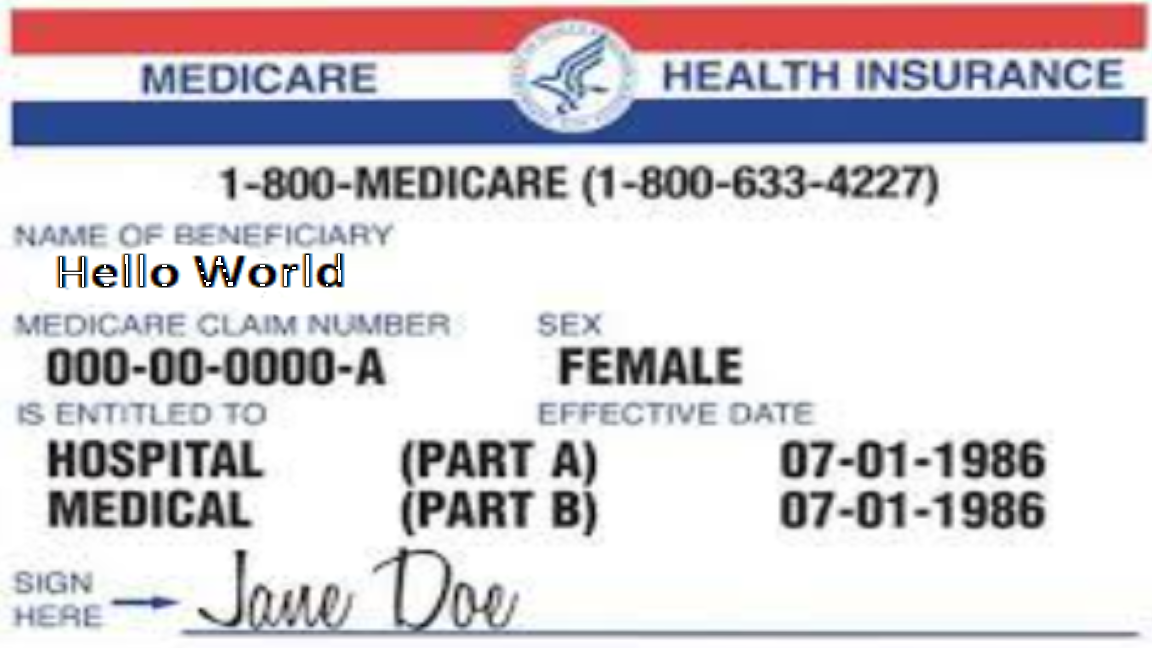 MEDICARE HEALTH INSURANCE
1-800-MEDICARE (1-800-633-4227)
NAME OF BENEFICIARY
Hello World
MEDICARE CLAIM NUMBER SEX
000-00-0000-A FEMALE
IS ENTITLED TO EFFECTIVE DATE
HOSPITAL (PART A) 07-01-1986
MEDICAL (PART B) 07-01-1986
SIGN
HERE Jane Doe